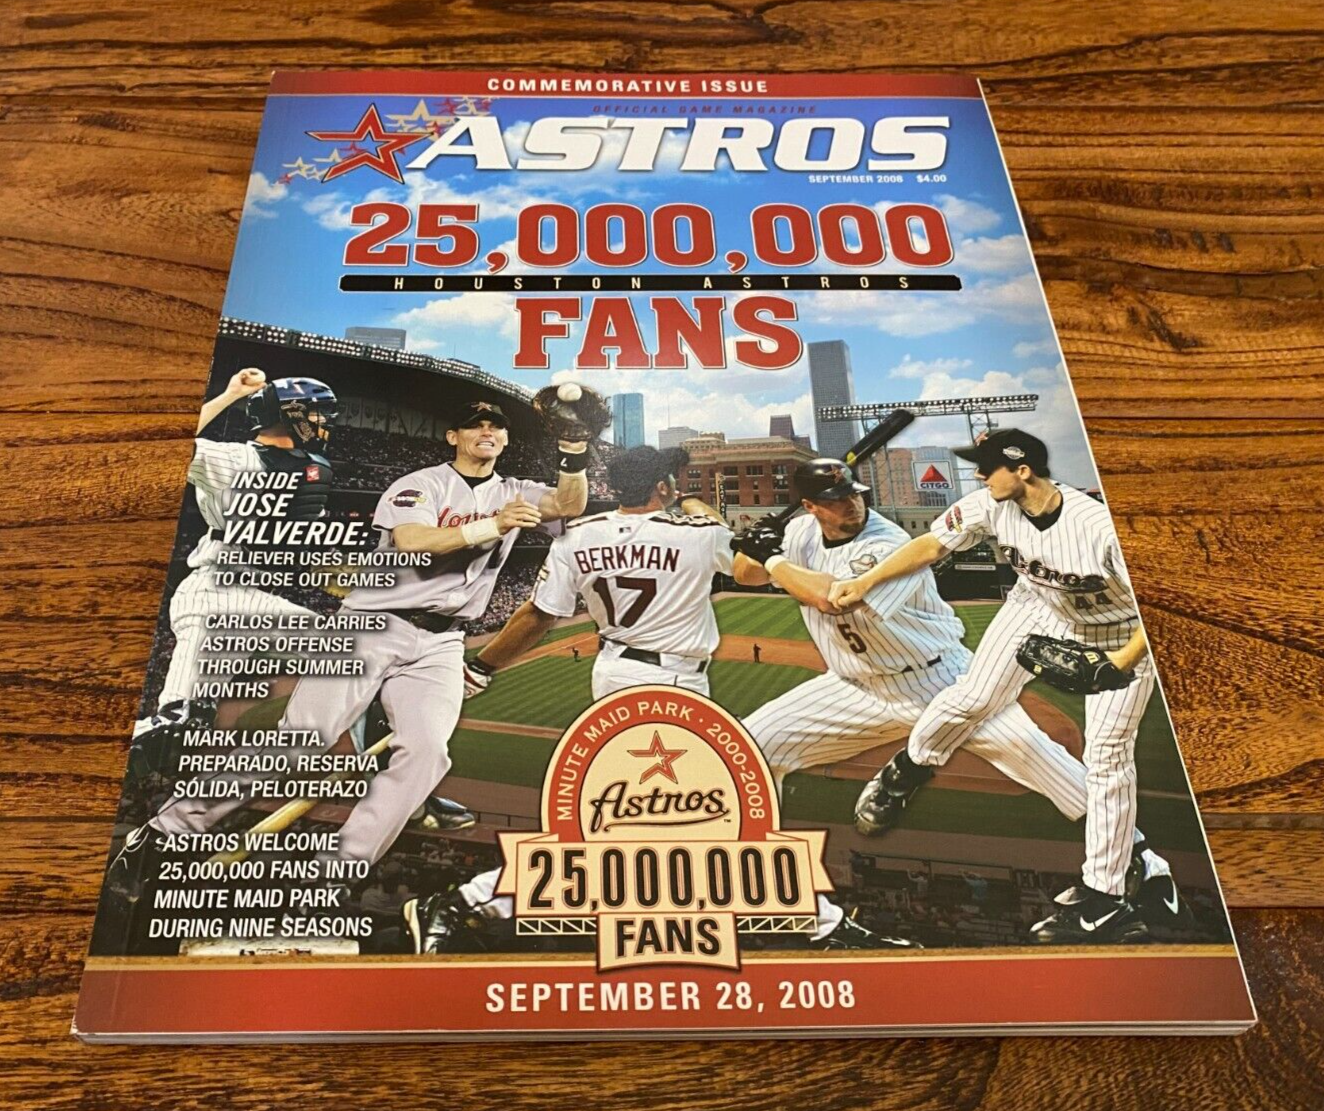 COMMEMORATIVE ISSUE
OFFICIAL GAME MAGAZINE
ASTROS
SEPTEMBER 2008 $4.00
25,000,000
HOUSTON ASTROS
FANS
INSIDE
JOSE
VALVERDE:
RELIEVER USES EMOTIONS
TO CLOSE OUT GAMES
CARLOS LEE CARRIES
ASTROS OFFENSE
THROUGH SUMMER
MONTHS
MARK LORETTA.
PREPARADO, RESERVA
SÓLIDA, PELOTERAZO
ASTROS WELCOME
25,000,000 FANS INTO
MINUTE MAID PARK
DURING NINE SEASONS
BERKMAN
17
5
CITGO
Astros
44
MINUTE MAID PARK · 2000-2008
Astros™
25,000,000
FANS
SEPTEMBER 28, 2008